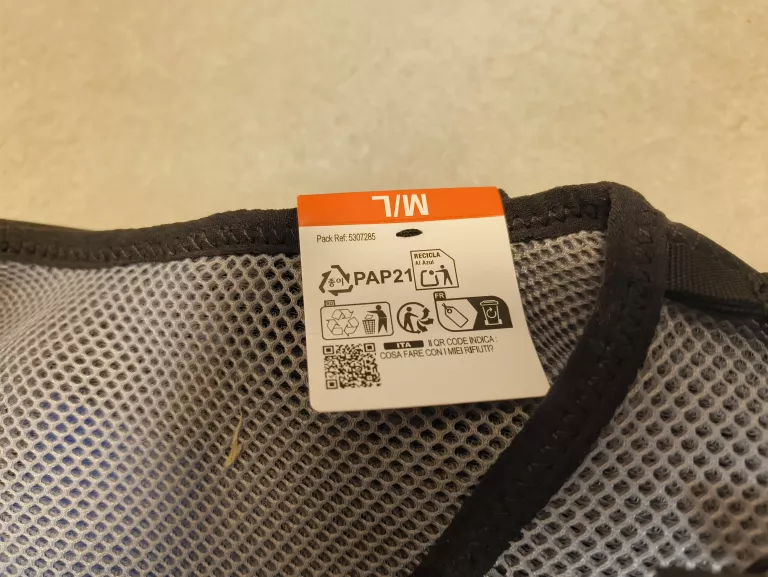 M/L
Pack Ref: 5307285
RECICLA
Al Azul
종이
PAP21
FR
ITA Il QR CODE INDICA :
COSA FARE CON I MIEI RIFIUTI?